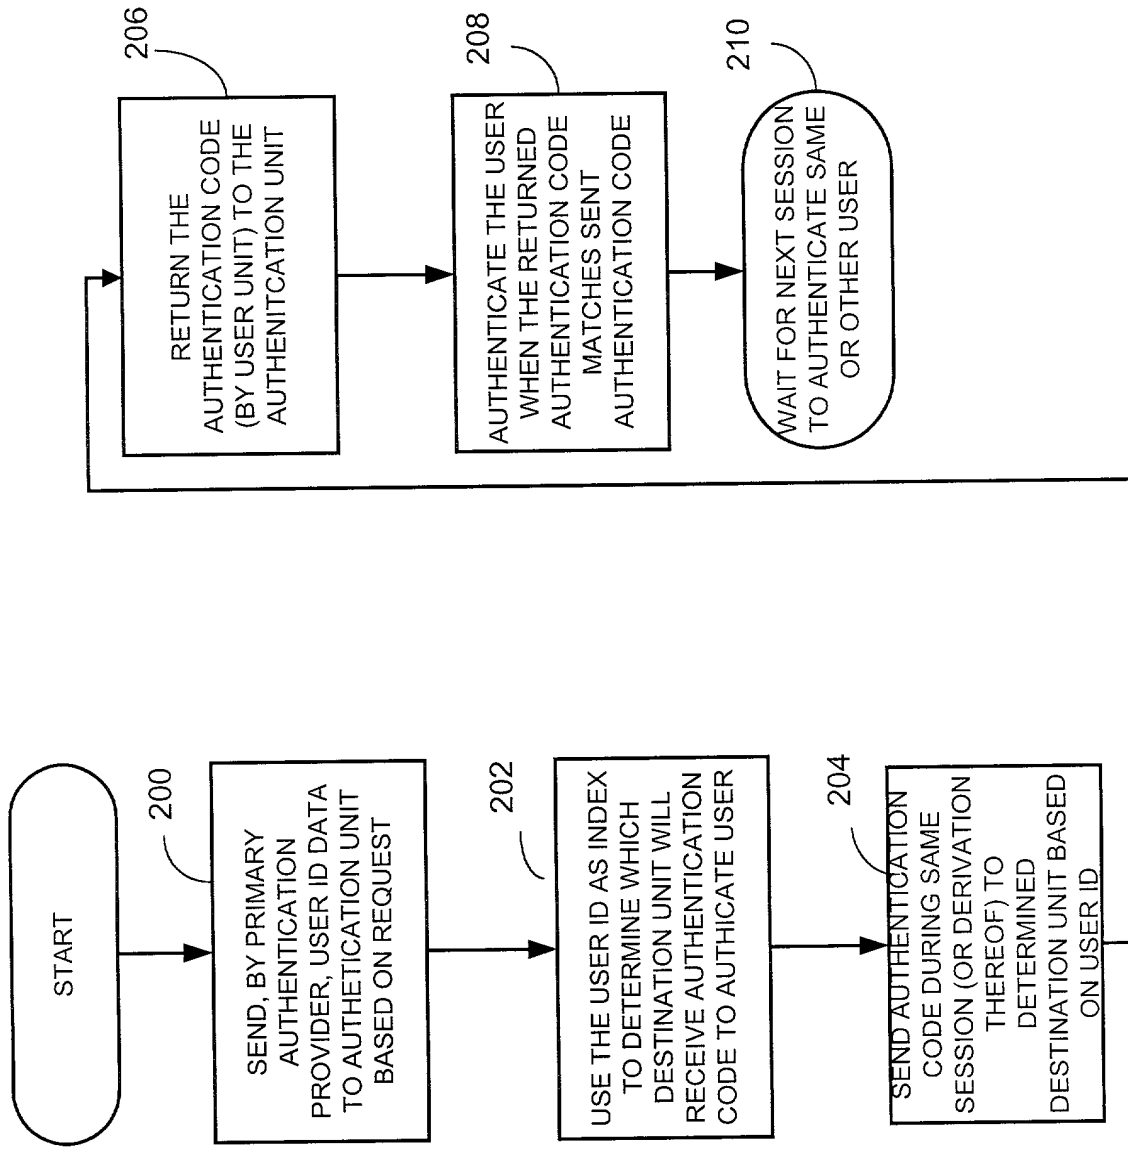 START
200
SEND, BY PRIMARY
AUTHENTICATION
PROVIDER, USER ID DATA
TO AUTHETICATION UNIT
BASED ON REQUEST
202
USE THE USER ID AS INDEX
TO DETERMINE WHICH
DESTINATION UNIT WILL
RECEIVE AUTHENTICATION
CODE TO AUTHICATE USER
204
SEND AUTHENTICATION
CODE DURING SAME
SESSION (OR DERIVATION
THEREOF) TO
DETERMINED
DESTINATION UNIT BASED
ON USER ID
206
RETURN THE
AUTHENTICATION CODE
(BY USER UNIT) TO THE
AUTHENITCATION UNIT
208
AUTHENTICATE THE USER
WHEN THE RETURNED
AUTHENTICATION CODE
MATCHES SENT
AUTHENTICATION CODE
210
WAIT FOR NEXT SESSION
TO AUTHENTICATE SAME
OR OTHER USER